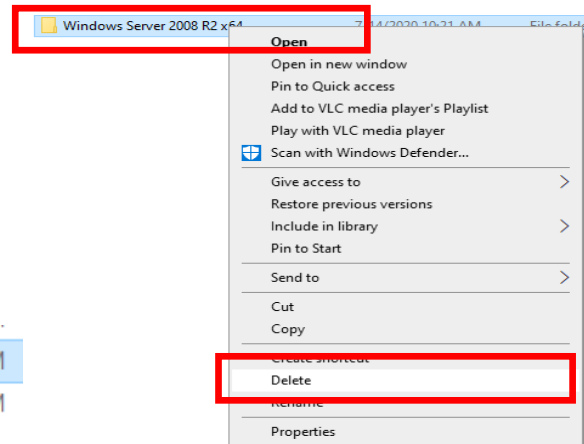 Windows Server 2008 R2 x64 7/14/2020 10:21 AM File folde
Open
Open in new window
Pin to Quick access
Add to VLC media player's Playlist
Play with VLC media player
Scan with Windows Defender...
Give access to
Restore previous versions
Include in library
Pin to Start
Send to
Cut
Copy
Create shortcut
Delete
Rename
Properties